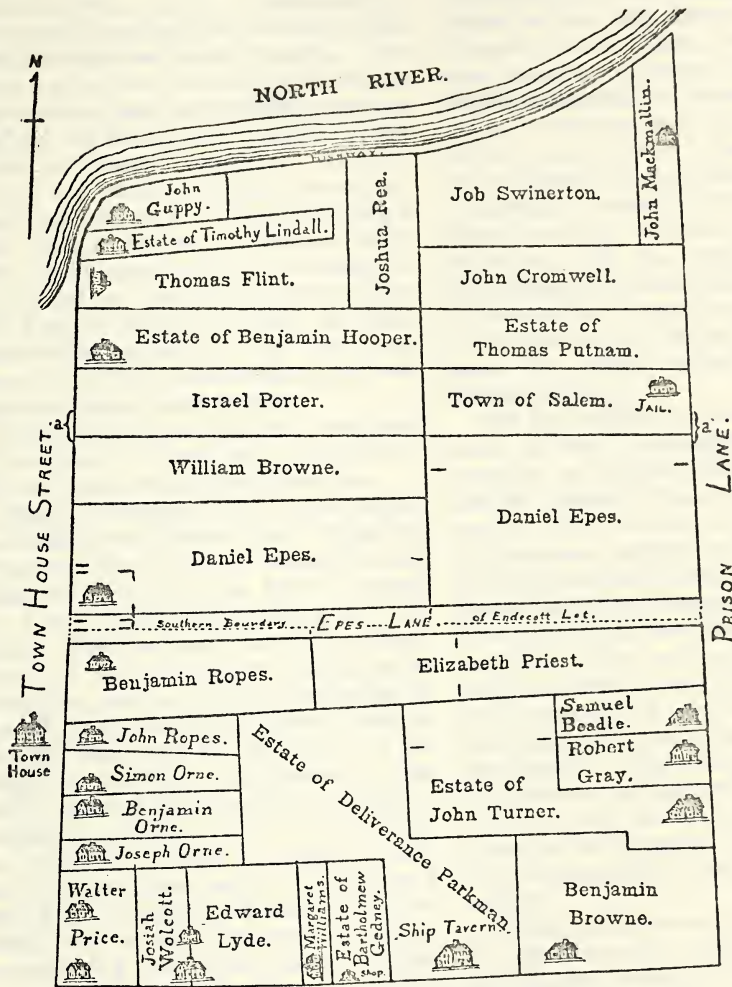 N
NORTH RIVER.
John
Guppy.
Estate of Timothy Lindall.
Joshua Rea.
Job Swinerton.
John Mackmallin.
Thomas Flint.
John Cromwell.
Estate of Benjamin Hooper.
Estate of
Thomas Putnam.
Israel Porter.
Town of Salem.
JAIL.
a
a'
William Browne.
Daniel Epes.
Daniel Epes.
TOWN HOUSE STREET.
PRISON LANE.
Southern Boundary EPES LANE of Endecott Lot.
Benjamin Ropes.
Elizabeth Priest.
Town
House
John Ropes.
Simon Orne.
Benjamin
Orne.
Joseph Orne.
Estate of Deliverance Parkman.
Samuel
Beadle.
Robert
Gray.
Estate of
John Turner.
Walter
Price.
Josiah
Wolcott.
Edward
Lyde.
Margaret
Williams.
Estate of
Bartholmew
Gedney.
Shop.
Ship Tavern.
Benjamin
Browne.